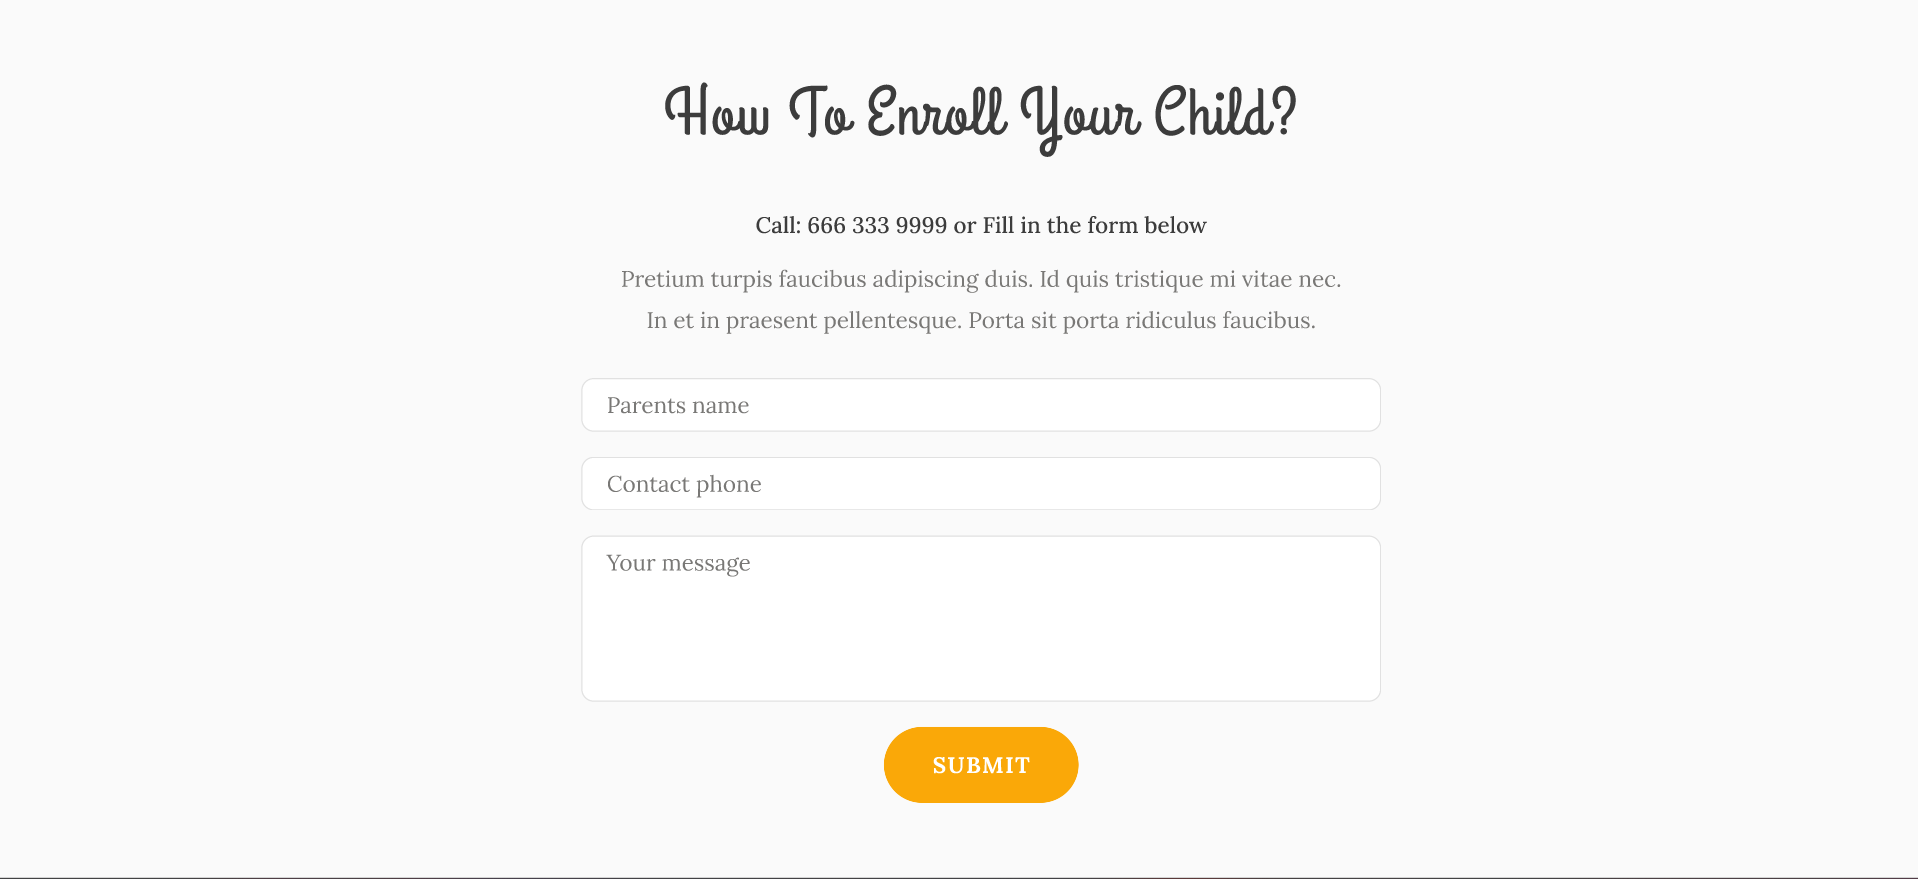 How To Enroll Your Child?
Call: 666 333 9999 or Fill in the form below
Pretium turpis faucibus adipiscing duis. Id quis tristique mi vitae nec.
In et in praesent pellentesque. Porta sit porta ridiculus faucibus.
Parents name
Contact phone
Your message
SUBMIT